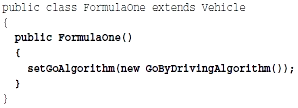 public class FormulaOne extends Vehicle
{
  public FormulaOne()
  {
    setGoAlgorithm(new GoByDrivingAlgorithm());
  }
}